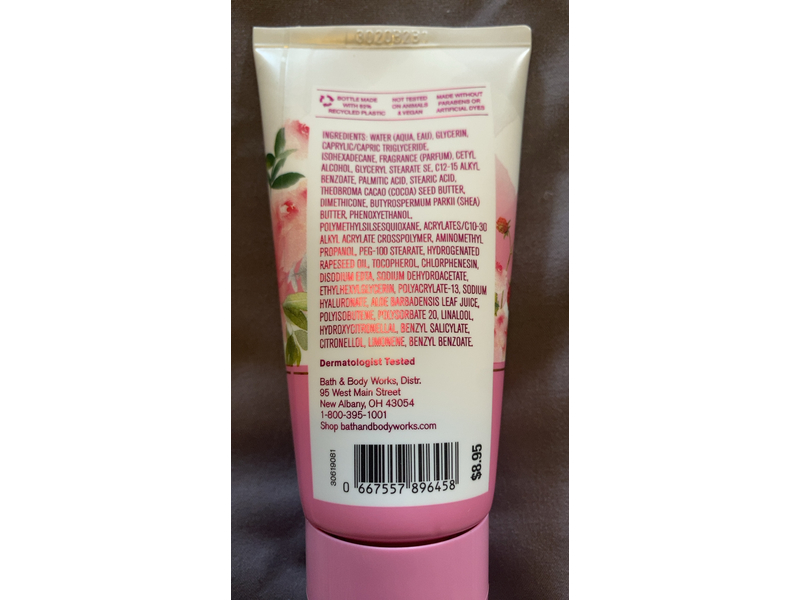 BOTTLE MADE
WITH 65%
RECYCLED PLASTIC
NOT TESTED
ON ANIMALS
& VEGAN
MADE WITHOUT
PARABENS OR
ARTIFICIAL DYES
INGREDIENTS: WATER (AQUA, EAU), GLYCERIN,
CAPRYLIC/CAPRIC TRIGLYCERIDE,
ISOHEXADECANE, FRAGRANCE (PARFUM), CETYL
ALCOHOL, GLYCERYL STEARATE SE, C12-15 ALKYL
BENZOATE, PALMITIC ACID, STEARIC ACID,
THEOBROMA CACAO (COCOA) SEED BUTTER,
DIMETHICONE, BUTYROSPERMUM PARKII (SHEA)
BUTTER, PHENOXYETHANOL,
POLYMETHYLSILSESQUIOXANE, ACRYLATES/C10-30
ALKYL ACRYLATE CROSSPOLYMER, AMINOMETHYL
PROPANOL, PEG-100 STEARATE, HYDROGENATED
RAPESEED OIL, TOCOPHEROL, CHLORPHENESIN,
DISODIUM EDTA, SODIUM DEHYDROACETATE,
ETHYLHEXYLGLYCERIN, POLYACRYLATE-13, SODIUM
HYALURONATE, ALOE BARBADENSIS LEAF JUICE,
POLYISOBUTENE, POLYSORBATE 20, LINALOOL,
HYDROXYCITRONELLAL, BENZYL SALICYLATE,
CITRONELLOL, LIMONENE, BENZYL BENZOATE.
Dermatologist Tested
Bath & Body Works, Distr.
95 West Main Street
New Albany, OH 43054
1-800-395-1001
Shop bathandbodyworks.com
30619081
0 667557 896458
$8.95